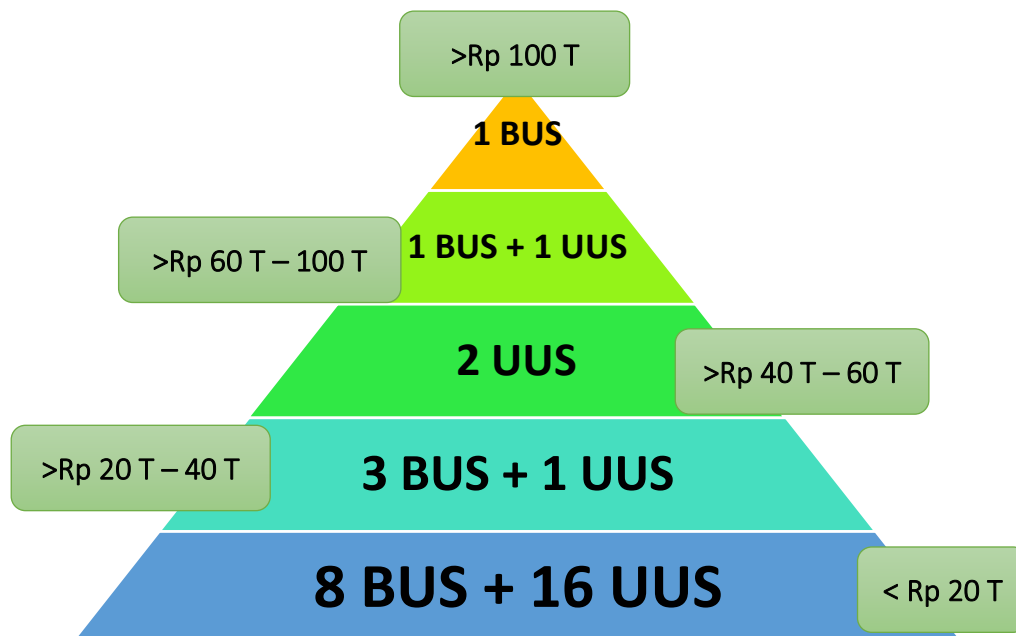 >Rp 100 T
1 BUS
1 BUS + 1 UUS
>Rp 60 T – 100 T
2 UUS
>Rp 40 T – 60 T
3 BUS + 1 UUS
>Rp 20 T – 40 T
8 BUS + 16 UUS
< Rp 20 T